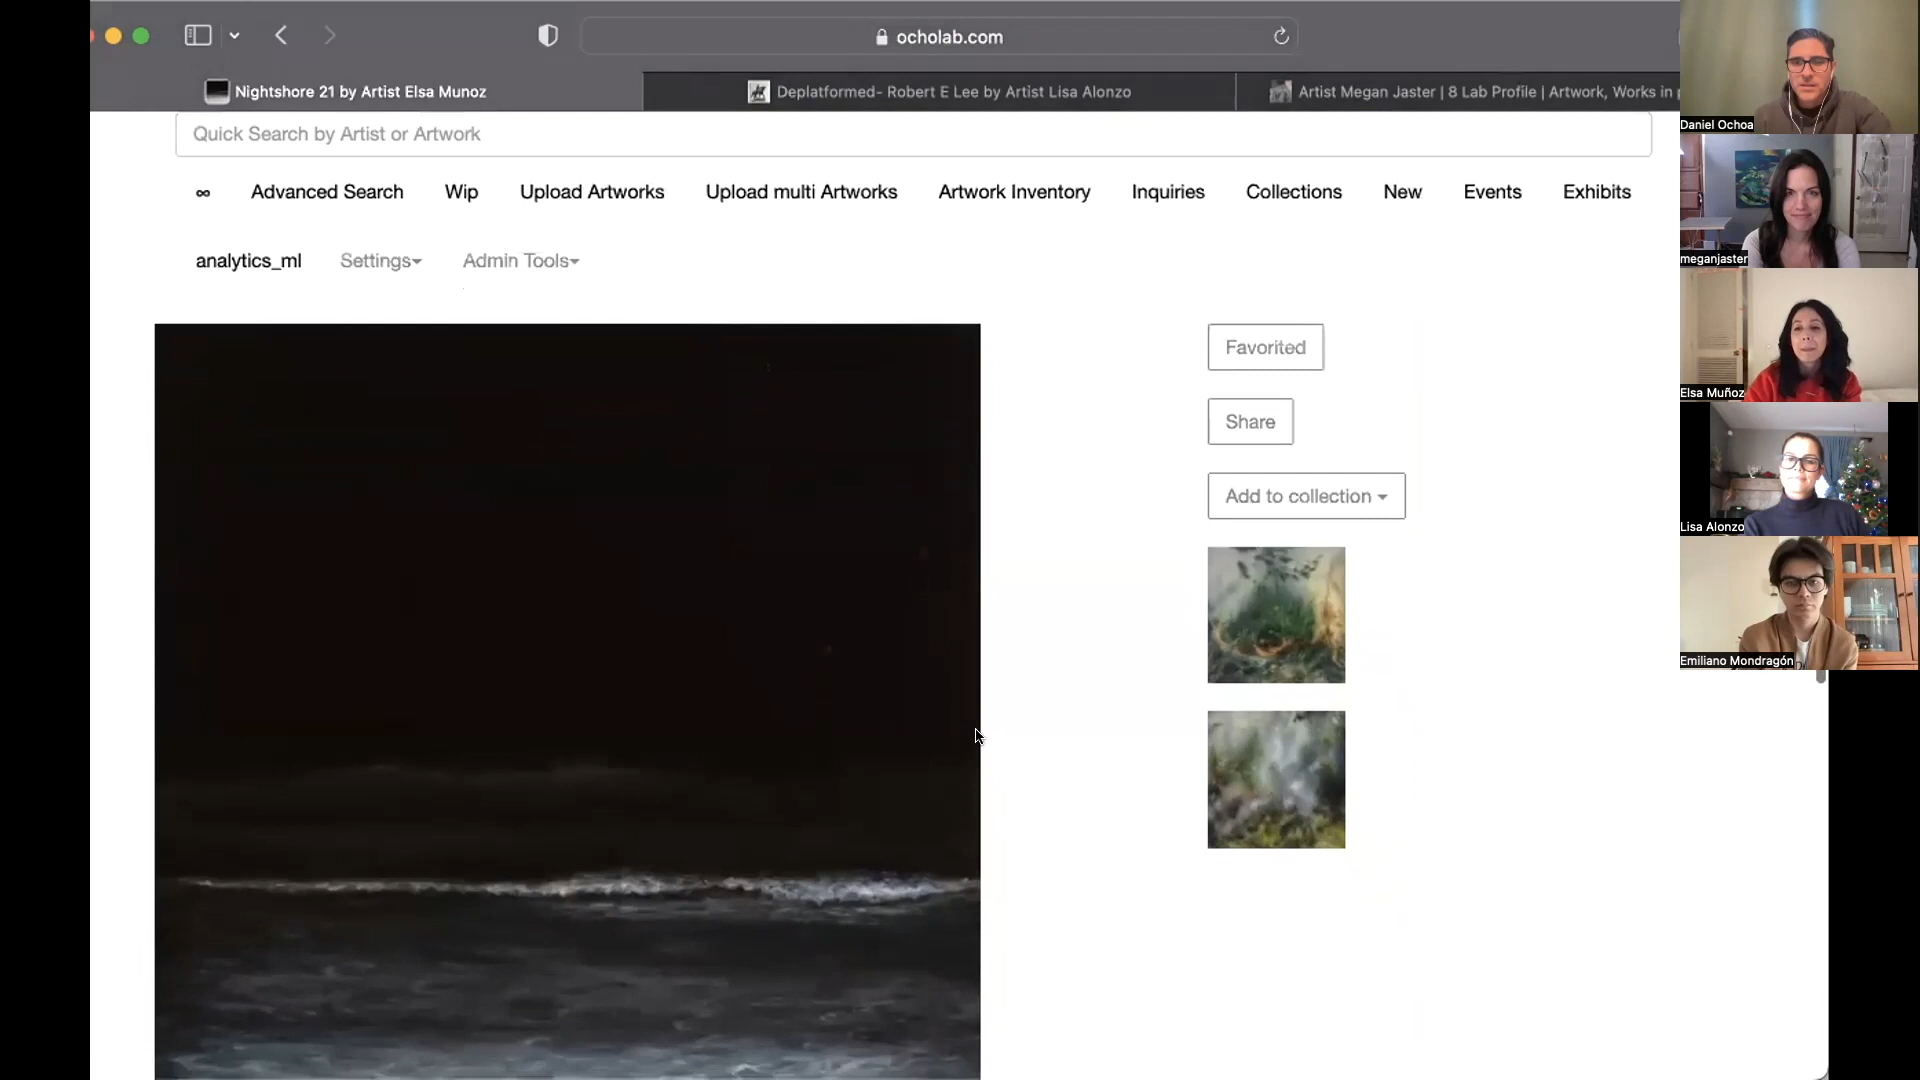 ocholab.com
Nightshore 21 by Artist Elsa Munoz
Deplatformed- Robert E Lee by Artist Lisa Alonzo
Artist Megan Jaster | 8 Lab Profile | Artwork, Works in
Quick Search by Artist or Artwork
∞ Advanced Search Wip Upload Artworks Upload multi Artworks Artwork Inventory Inquiries Collections New Events Exhibits
analytics_ml Settings Admin Tools
Favorited
Share
Add to collection
Daniel Ochoa
meganjaster
Elsa Muñoz
Lisa Alonzo
Emiliano Mondragón